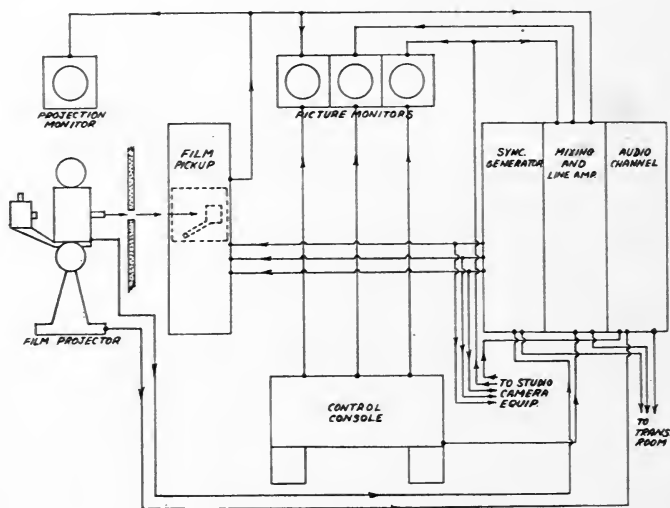 PROJECTION
MONITOR
PICTURE MONITORS
FILM
PICKUP
SYNC.
GENERATOR
MIXING
AND
LINE AMP.
AUDIO
CHANNEL
FILM PROJECTOR
CONTROL
CONSOLE
TO STUDIO
CAMERA
EQUIP.
TO
TRANS.
ROOM